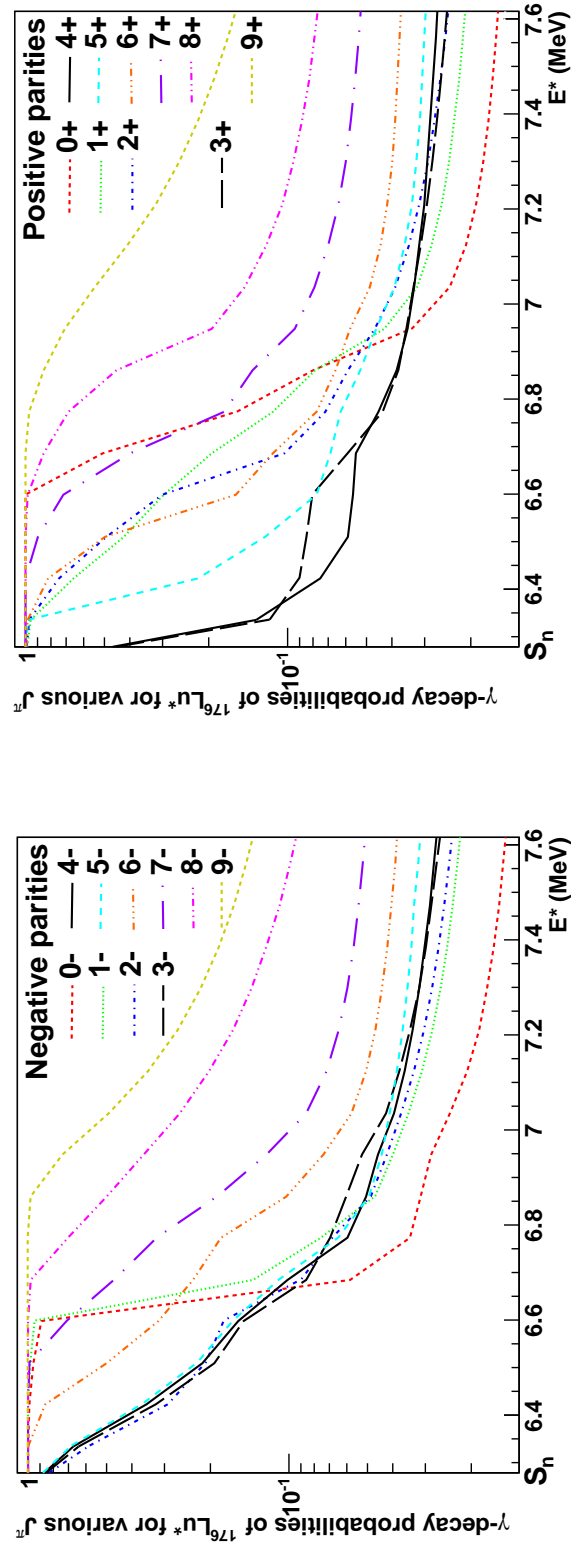 Negative parities
0- 4-
1- 5-
2- 6-
3- 7-
8-
9-
1
10⁻¹
γ-decay probabilities of ¹⁷⁶Lu* for various Jᵖⁱ
Sₙ 6.4 6.6 6.8 7 7.2 7.4 7.6
E* (MeV)
Positive parities
0+ 4+
1+ 5+
2+ 6+
7+
3+ 8+
9+
1
10⁻¹
γ-decay probabilities of ¹⁷⁶Lu* for various J^π
Sₙ 6.4 6.6 6.8 7 7.2 7.4 7.6
E* (MeV)